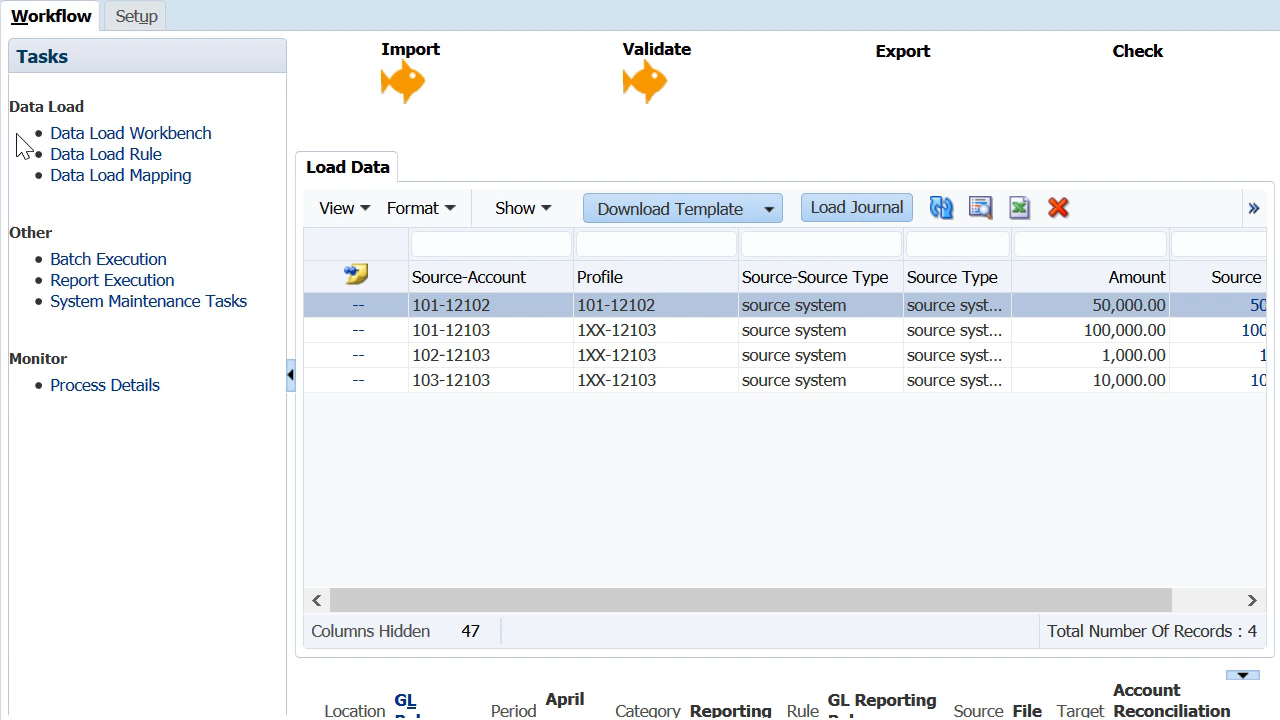 Workflow
Setup
Tasks
Data Load
Data Load Workbench
Data Load Rule
Data Load Mapping
Other
Batch Execution
Report Execution
System Maintenance Tasks
Monitor
Process Details
Import Validate Export Check
Load Data
View Format Show Download Template Load Journal »
Source-Account Profile Source-Source Type Source Type Amount Source
-- 101-12102 101-12102 source system source syst... 50,000.00 50
-- 101-12103 1XX-12103 source system source syst... 100,000.00 100
-- 102-12103 1XX-12103 source system source syst... 1,000.00 1
-- 103-12103 1XX-12103 source system source syst... 10,000.00 10
Columns Hidden 47 Total Number Of Records : 4
Location GL Period April Category Reporting Rule GL Reporting Source File Target Account Reconciliation